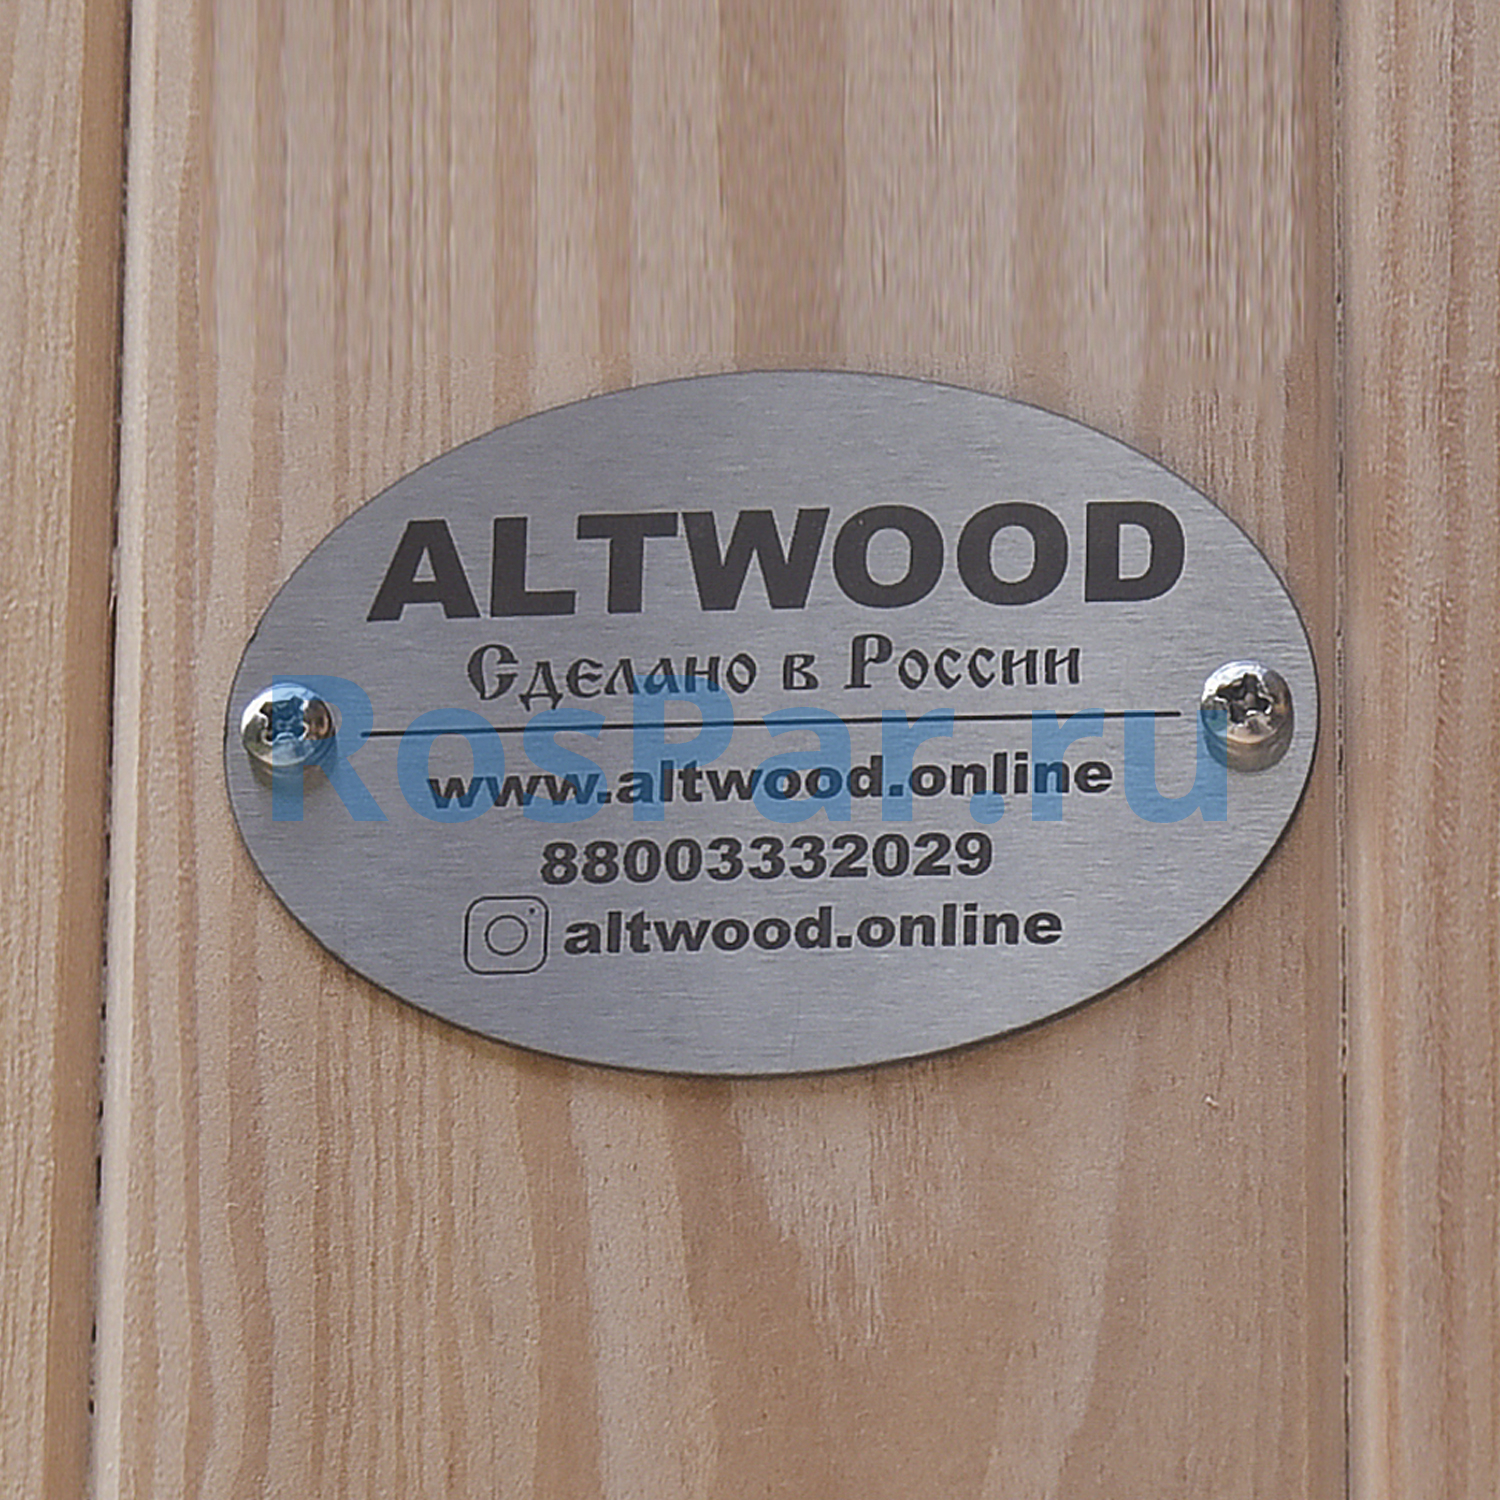 ALTWOOD
Сделано в России
RosPar.ru
www.altwood.online
88003332029
altwood.online